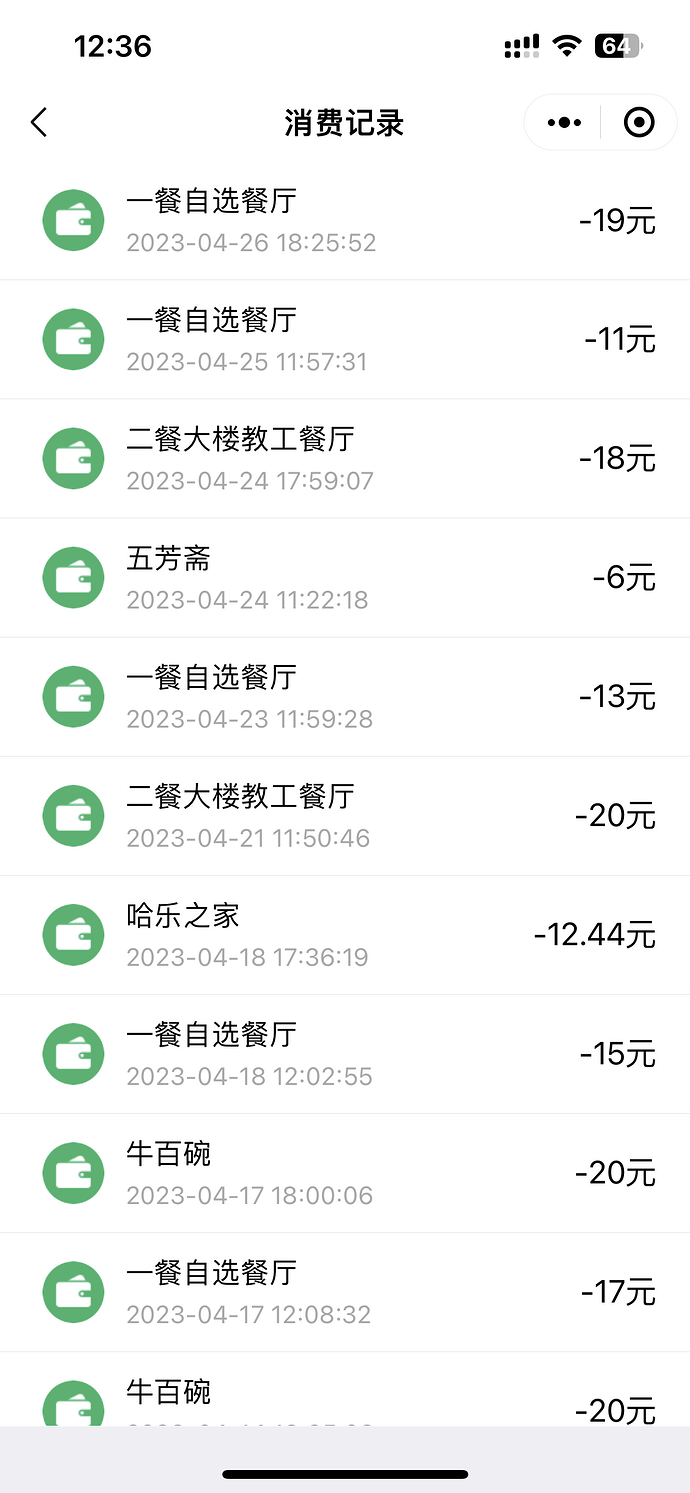 12:36
64
消费记录
一餐自选餐厅
-19元
2023-04-26 18:25:52
一餐自选餐厅
-11元
2023-04-25 11:57:31
二餐大楼教工餐厅
-18元
2023-04-24 17:59:07
五芳斋
-6元
2023-04-24 11:22:18
一餐自选餐厅
-13元
2023-04-23 11:59:28
二餐大楼教工餐厅
-20元
2023-04-21 11:50:46
哈乐之家
-12.44元
2023-04-18 17:36:19
一餐自选餐厅
-15元
2023-04-18 12:02:55
牛百碗
-20元
2023-04-17 18:00:06
一餐自选餐厅
-17元
2023-04-17 12:08:32
牛百碗
-20元